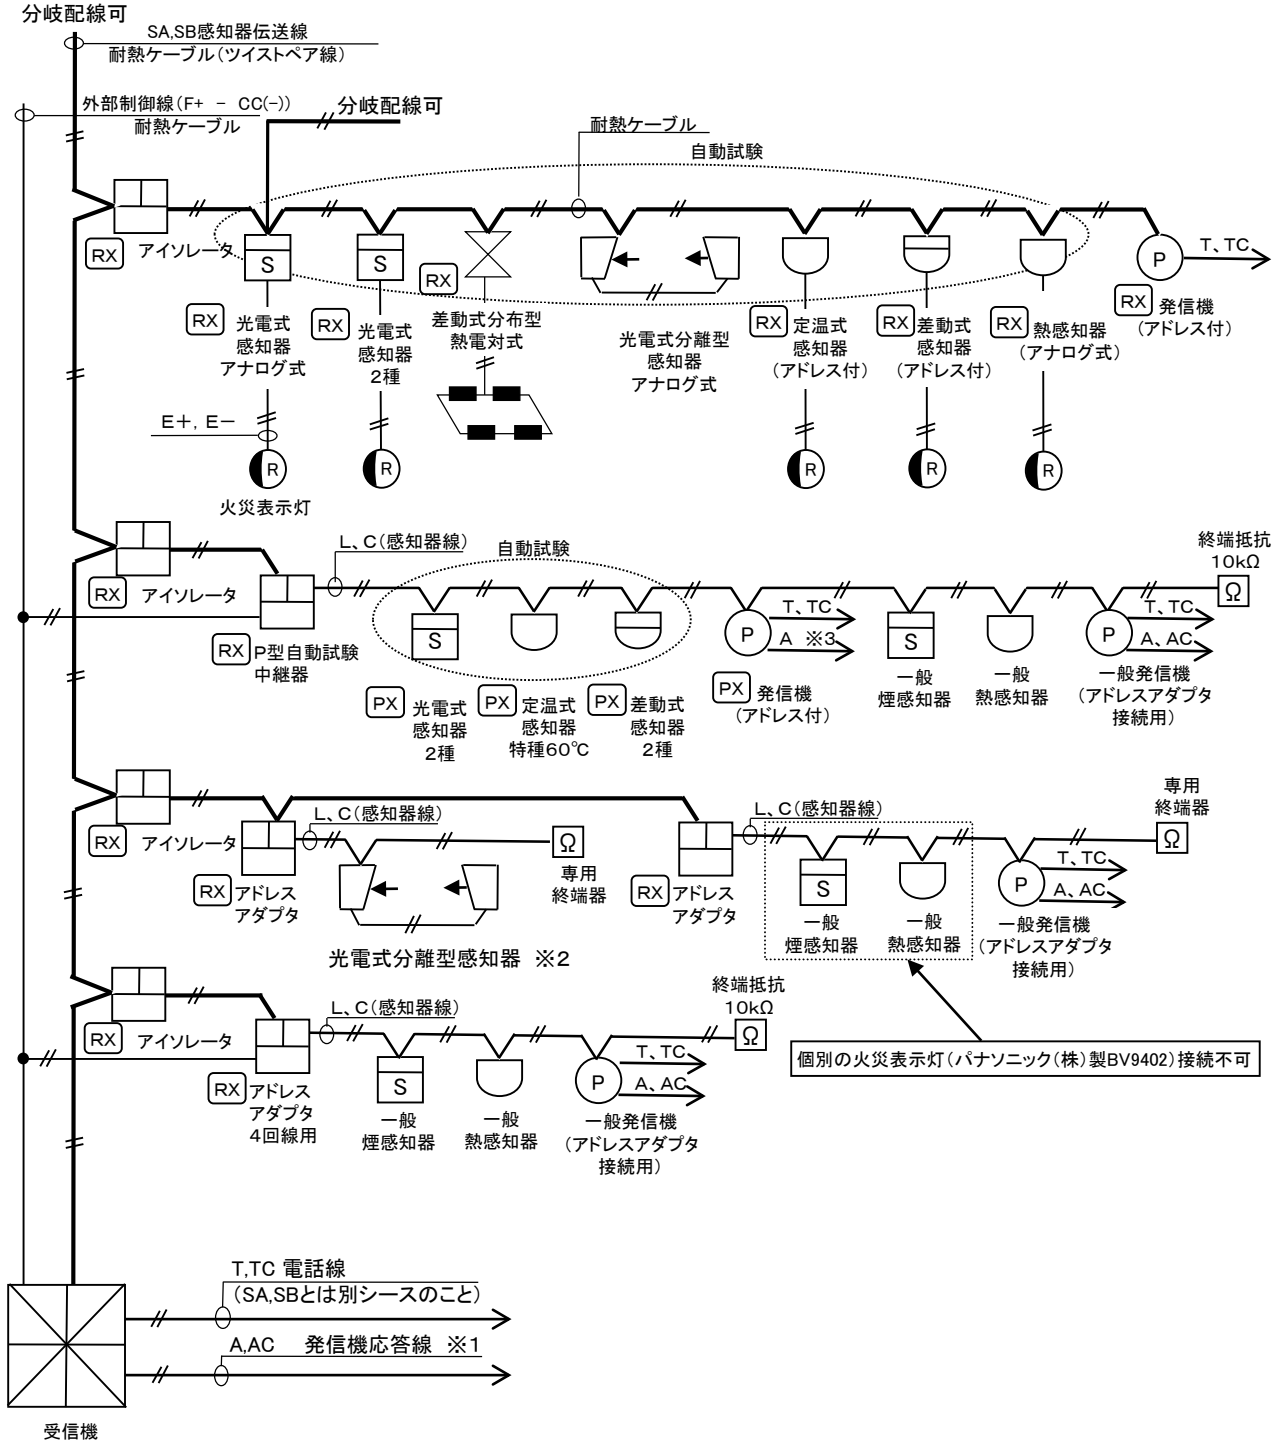 分岐配線可
SA,SB感知器伝送線
耐熱ケーブル(ツイストペア線)
外部制御線(F+ - CC(-))
耐熱ケーブル
分岐配線可
耐熱ケーブル
自動試験
RX
アイソレータ
S
S
RX
P
T、TC
RX
光電式
感知器
アナログ式
RX
光電式
感知器
2種
差動式分布型
熱電対式
光電式分離型
感知器
アナログ式
RX
定温式
感知器
(アドレス付)
RX
差動式
感知器
(アドレス付)
RX
熱感知器
(アナログ式)
RX
発信機
(アドレス付)
E+, E-
R
R
R
R
R
火災表示灯
RX
アイソレータ
L、C(感知器線)
自動試験
終端抵抗
10kΩ
Ω
S
P
T、TC
A ※3
S
P
T、TC
A、AC
RX
P型自動試験
中継器
PX
光電式
感知器
2種
PX
定温式
感知器
特種60℃
PX
差動式
感知器
2種
PX
発信機
(アドレス付)
一般
煙感知器
一般
熱感知器
一般発信機
(アドレスアダプタ
接続用)
RX
アイソレータ
L、C(感知器線)
Ω
専用
終端器
RX
アドレス
アダプタ
光電式分離型感知器 ※2
L、C(感知器線)
専用
終端器
Ω
RX
アドレス
アダプタ
S
P
T、TC
A、AC
一般
煙感知器
一般
熱感知器
一般発信機
(アドレスアダプタ
接続用)
RX
アイソレータ
L、C(感知器線)
終端抵抗
10kΩ
Ω
S
P
T、TC
A、AC
RX
アドレス
アダプタ
4回線用
一般
煙感知器
一般
熱感知器
一般発信機
(アドレスアダプタ
接続用)
個別の火災表示灯(パナソニック(株)製BV9402)接続不可
T,TC 電話線
(SA,SBとは別シースのこと)
A,AC 発信機応答線 ※1
受信機